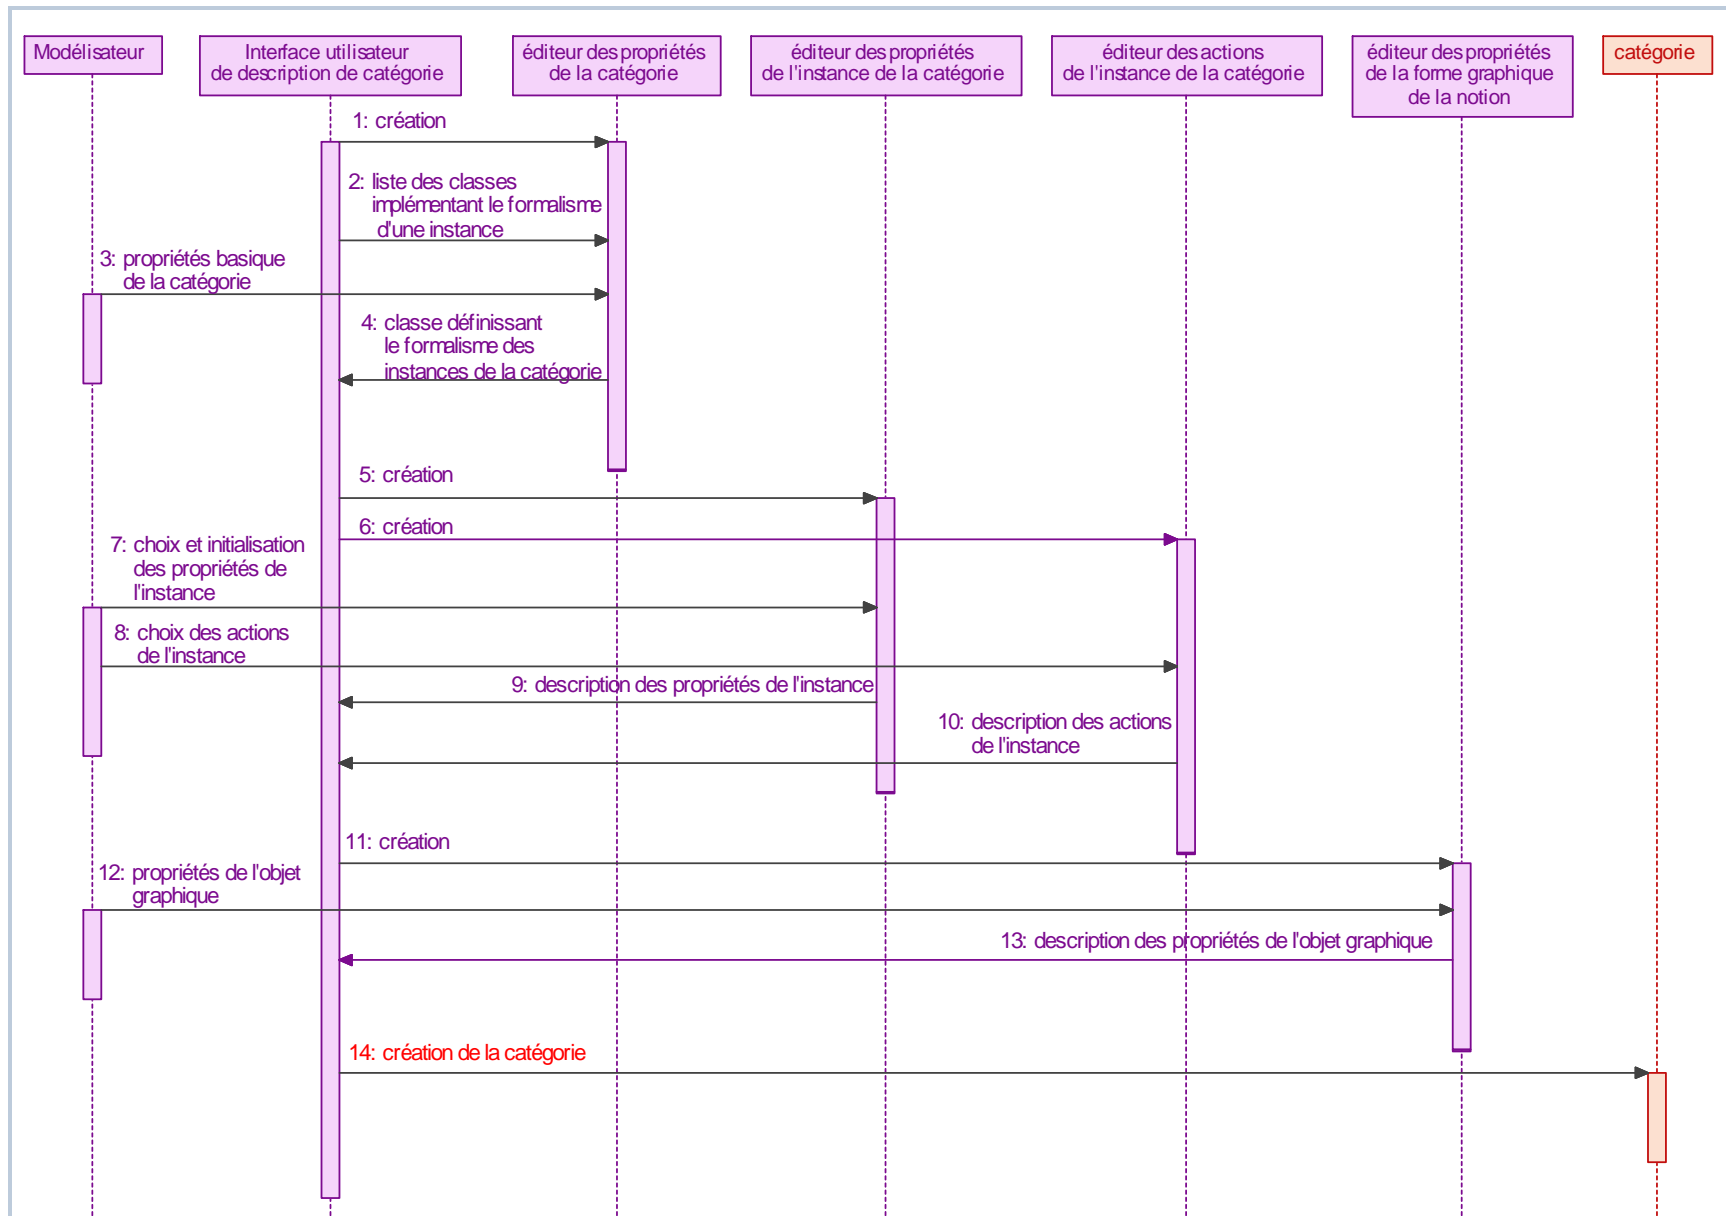 Modélisateur
Interface utilisateur
de description de catégorie
éditeur des propriétés
de la catégorie
éditeur des propriétés
de l'instance de la catégorie
éditeur des actions
de l'instance de la catégorie
éditeur des propriétés
de la forme graphique
de la notion
catégorie
1: création
2: liste des classes
implémentant le formalisme
d'une instance
3: propriétés basique
de la catégorie
4: classe définissant
le formalisme des
instances de la catégorie
5: création
6: création
7: choix et initialisation
des propriétés de
l'instance
8: choix des actions
de l'instance
9: description des propriétés de l'instance
10: description des actions
de l'instance
11: création
12: propriétés de l'objet
graphique
13: description des propriétés de l'objet graphique
14: création de la catégorie